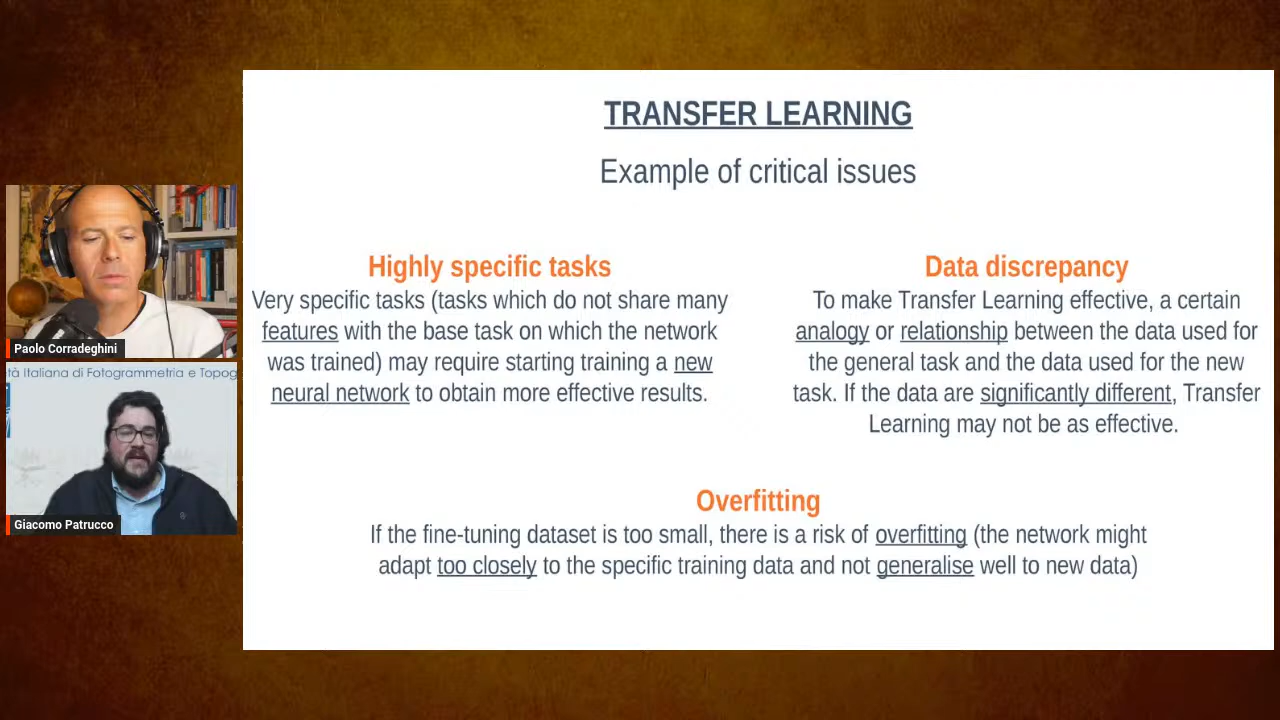 TRANSFER LEARNING
Example of critical issues
Highly specific tasks
Very specific tasks (tasks which do not share many
features with the base task on which the network
was trained) may require starting training a new
neural network to obtain more effective results.
Data discrepancy
To make Transfer Learning effective, a certain
analogy or relationship between the data used for
the general task and the data used for the new
task. If the data are significantly different, Transfer
Learning may not be as effective.
Overfitting
If the fine-tuning dataset is too small, there is a risk of overfitting (the network might
adapt too closely to the specific training data and not generalise well to new data)
Paolo Corradeghini
tà Italiana di Fotogrammetria e Topog
Giacomo Patrucco